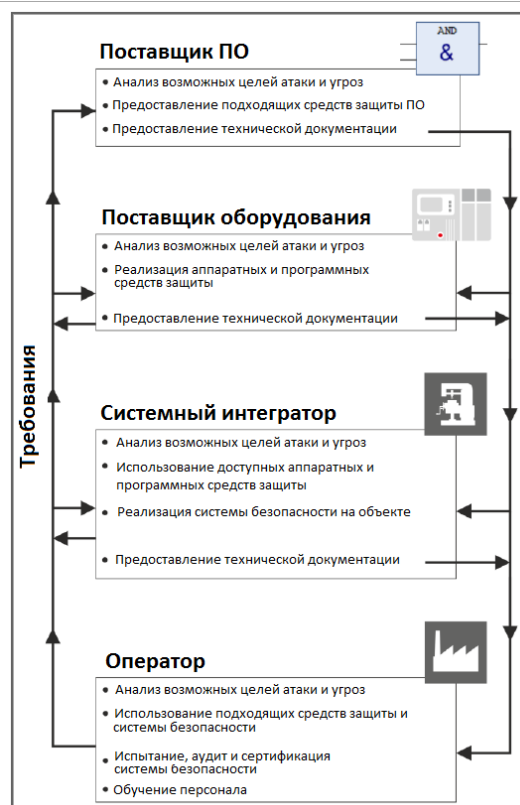 AND
&
Поставщик ПО
• Анализ возможных целей атаки и угроз
• Предоставление подходящих средств защиты ПО
• Предоставление технической документации
Поставщик оборудования
• Анализ возможных целей атаки и угроз
• Реализация аппаратных и программных
средств защиты
• Предоставление технической документации
Требования
Системный интегратор
• Анализ возможных целей атаки и угроз
• Использование доступных аппаратных и
программных средств защиты
• Реализация системы безопасности на объекте
• Предоставление технической документации
Оператор
• Анализ возможных целей атаки и угроз
• Использование подходящих средств защиты и
системы безопасности
• Испытание, аудит и сертификация
системы безопасности
• Обучение персонала